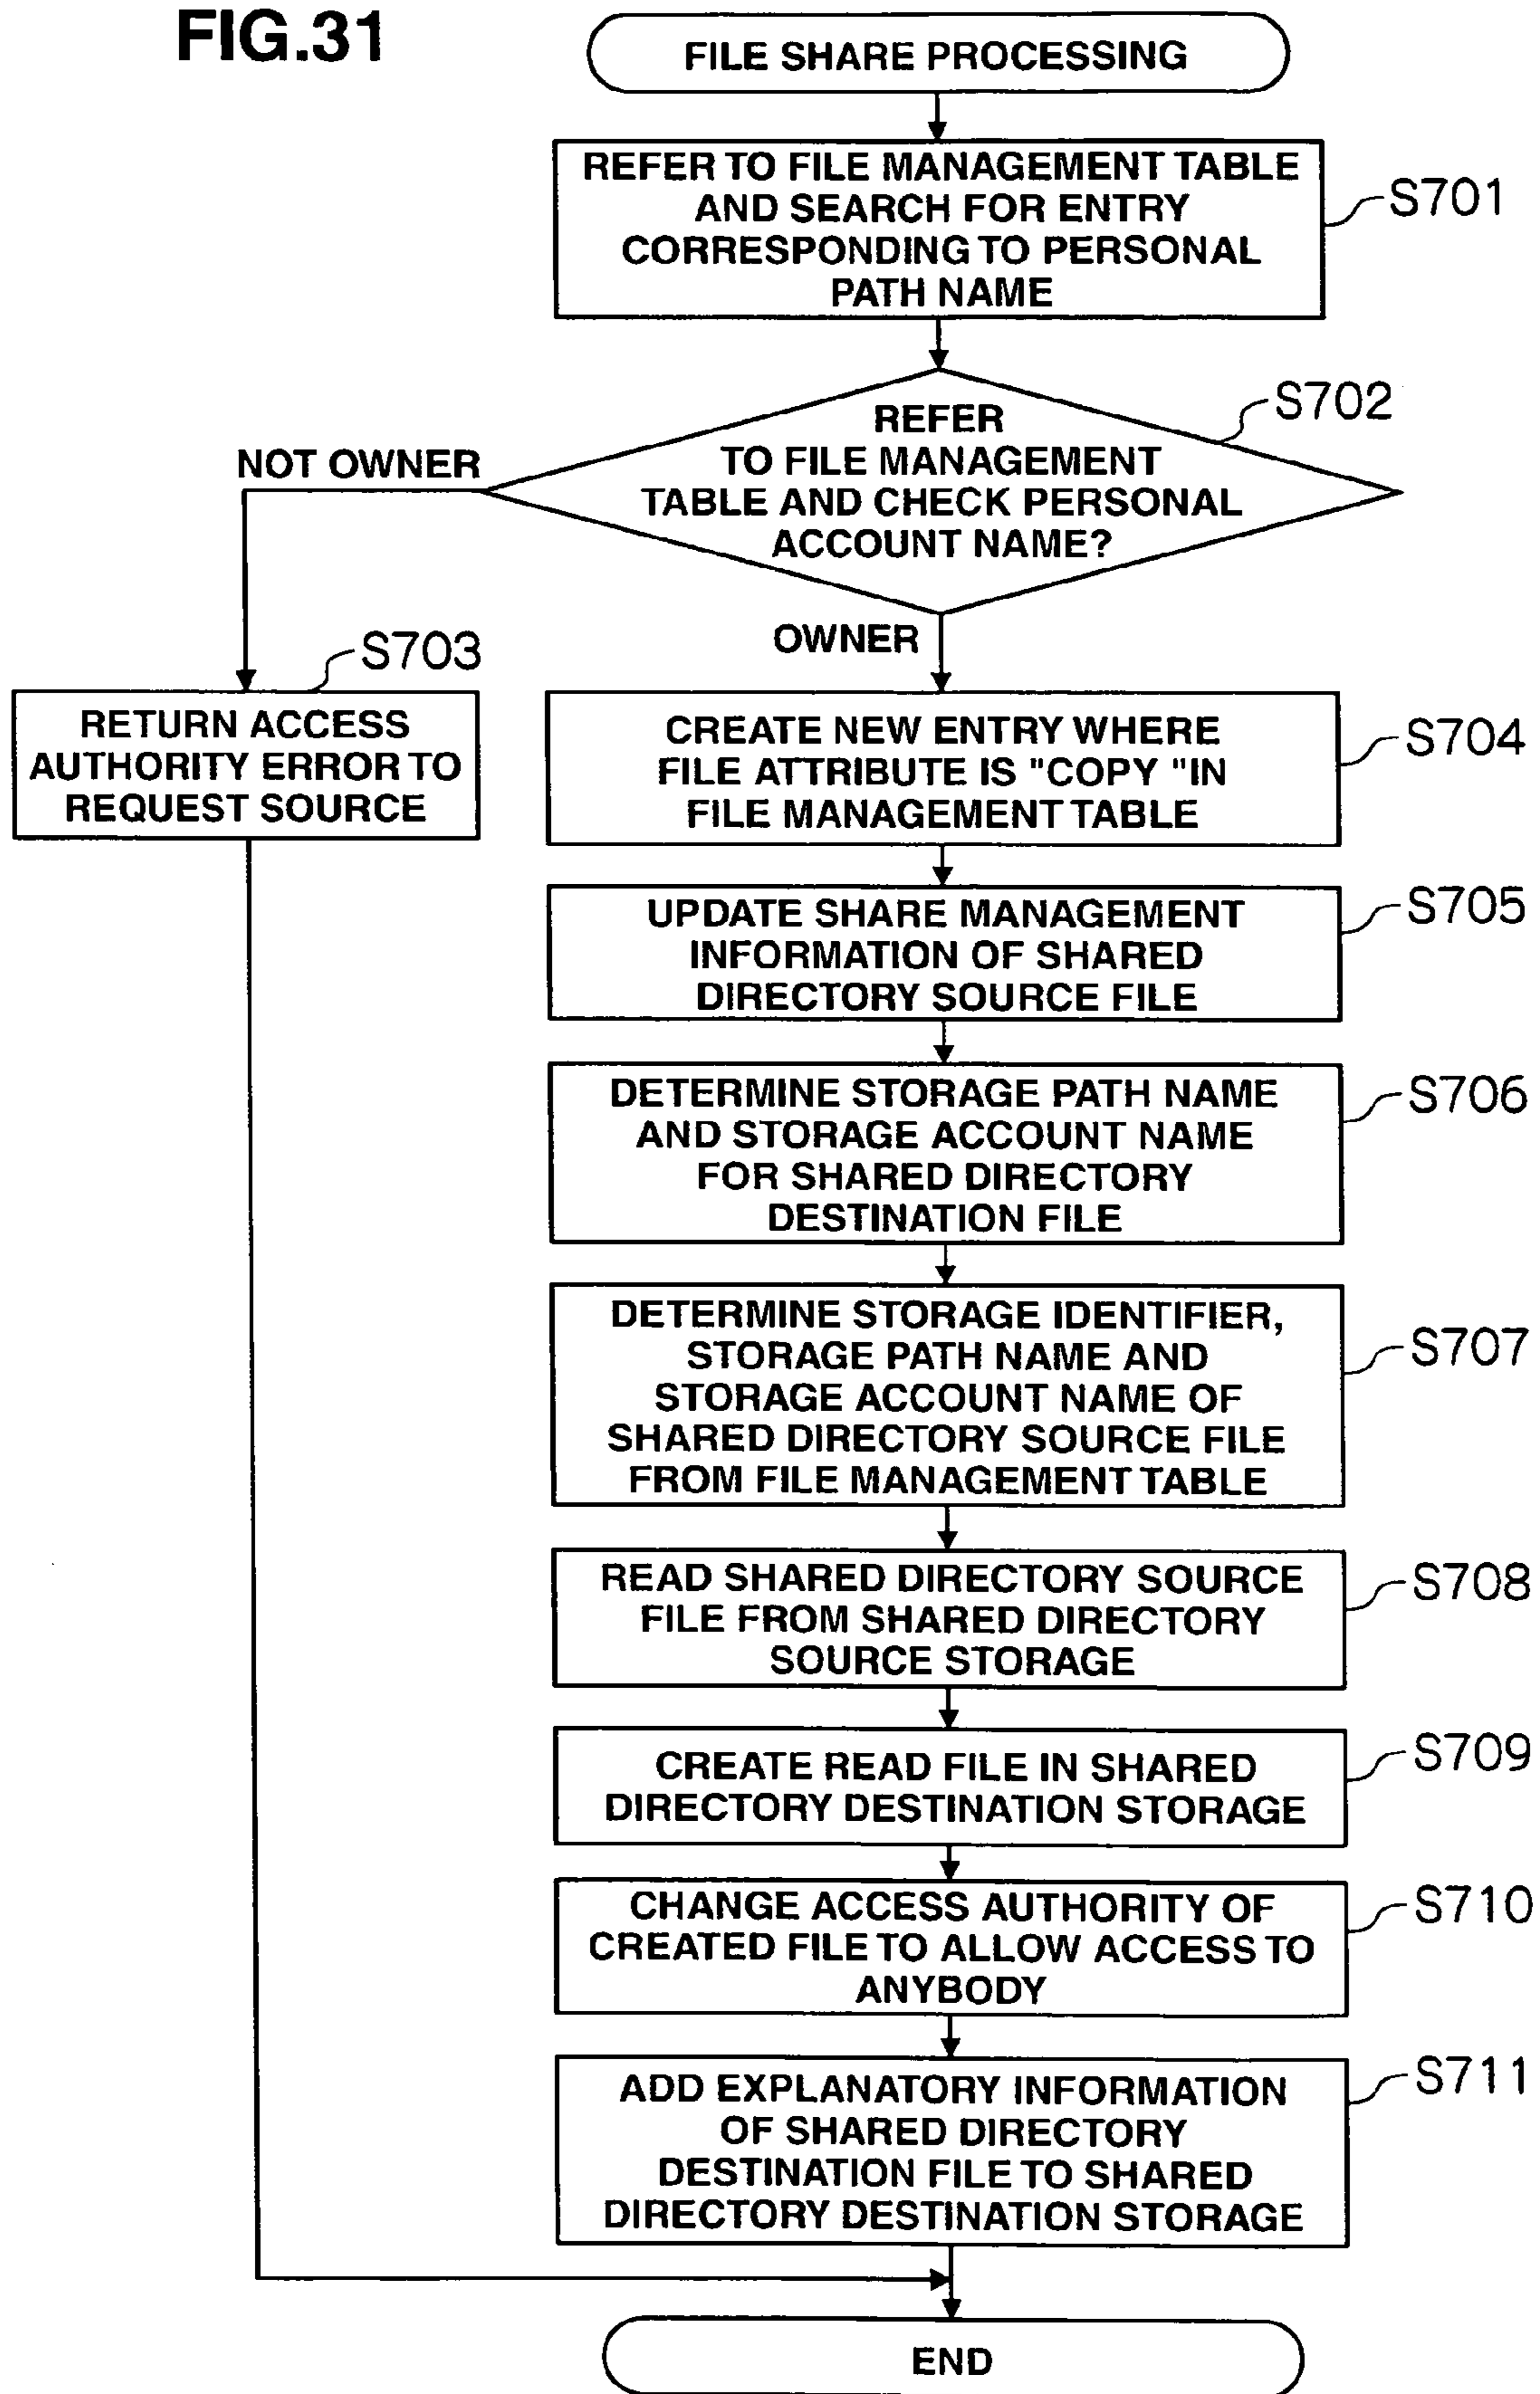 FIG.31
FILE SHARE PROCESSING
REFER TO FILE MANAGEMENT TABLE
AND SEARCH FOR ENTRY
CORRESPONDING TO PERSONAL
PATH NAME
S701
REFER
TO FILE MANAGEMENT
TABLE AND CHECK PERSONAL
ACCOUNT NAME?
S702
NOT OWNER
OWNER
S703
RETURN ACCESS
AUTHORITY ERROR TO
REQUEST SOURCE
CREATE NEW ENTRY WHERE
FILE ATTRIBUTE IS "COPY "IN
FILE MANAGEMENT TABLE
S704
UPDATE SHARE MANAGEMENT
INFORMATION OF SHARED
DIRECTORY SOURCE FILE
S705
DETERMINE STORAGE PATH NAME
AND STORAGE ACCOUNT NAME
FOR SHARED DIRECTORY
DESTINATION FILE
S706
DETERMINE STORAGE IDENTIFIER,
STORAGE PATH NAME AND
STORAGE ACCOUNT NAME OF
SHARED DIRECTORY SOURCE FILE
FROM FILE MANAGEMENT TABLE
S707
READ SHARED DIRECTORY SOURCE
FILE FROM SHARED DIRECTORY
SOURCE STORAGE
S708
CREATE READ FILE IN SHARED
DIRECTORY DESTINATION STORAGE
S709
CHANGE ACCESS AUTHORITY OF
CREATED FILE TO ALLOW ACCESS TO
ANYBODY
S710
ADD EXPLANATORY INFORMATION
OF SHARED DIRECTORY
DESTINATION FILE TO SHARED
DIRECTORY DESTINATION STORAGE
S711
END